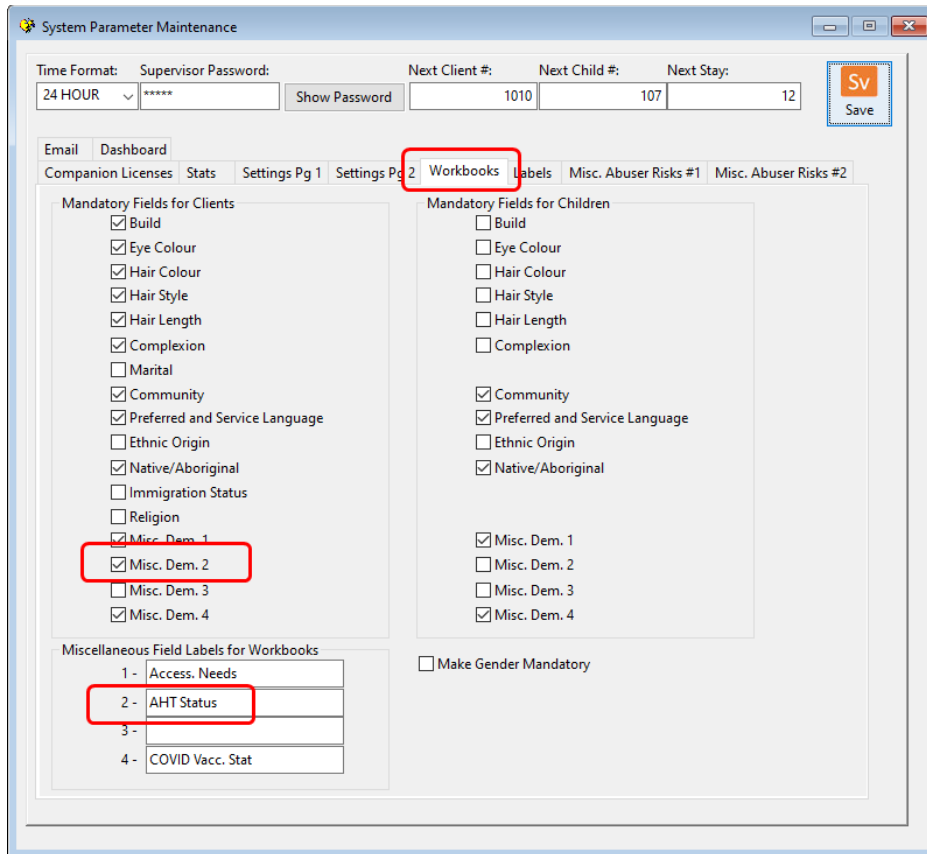 System Parameter Maintenance
Time Format: Supervisor Password: Next Client #: Next Child #: Next Stay:
24 HOUR ***** Show Password 1010 107 12
Sv
Save
Email Dashboard
Companion Licenses Stats Settings Pg 1 Settings Pg 2 Workbooks Labels Misc. Abuser Risks #1 Misc. Abuser Risks #2
Mandatory Fields for Clients
Build
Eye Colour
Hair Colour
Hair Style
Hair Length
Complexion
Marital
Community
Preferred and Service Language
Ethnic Origin
Native/Aboriginal
Immigration Status
Religion
Misc. Dem. 1
Misc. Dem. 2
Misc. Dem. 3
Misc. Dem. 4
Mandatory Fields for Children
Build
Eye Colour
Hair Colour
Hair Style
Hair Length
Complexion
Community
Preferred and Service Language
Ethnic Origin
Native/Aboriginal
Misc. Dem. 1
Misc. Dem. 2
Misc. Dem. 3
Misc. Dem. 4
Miscellaneous Field Labels for Workbooks
1 - Access. Needs
2 - AHT Status
3 -
4 - COVID Vacc. Stat
Make Gender Mandatory